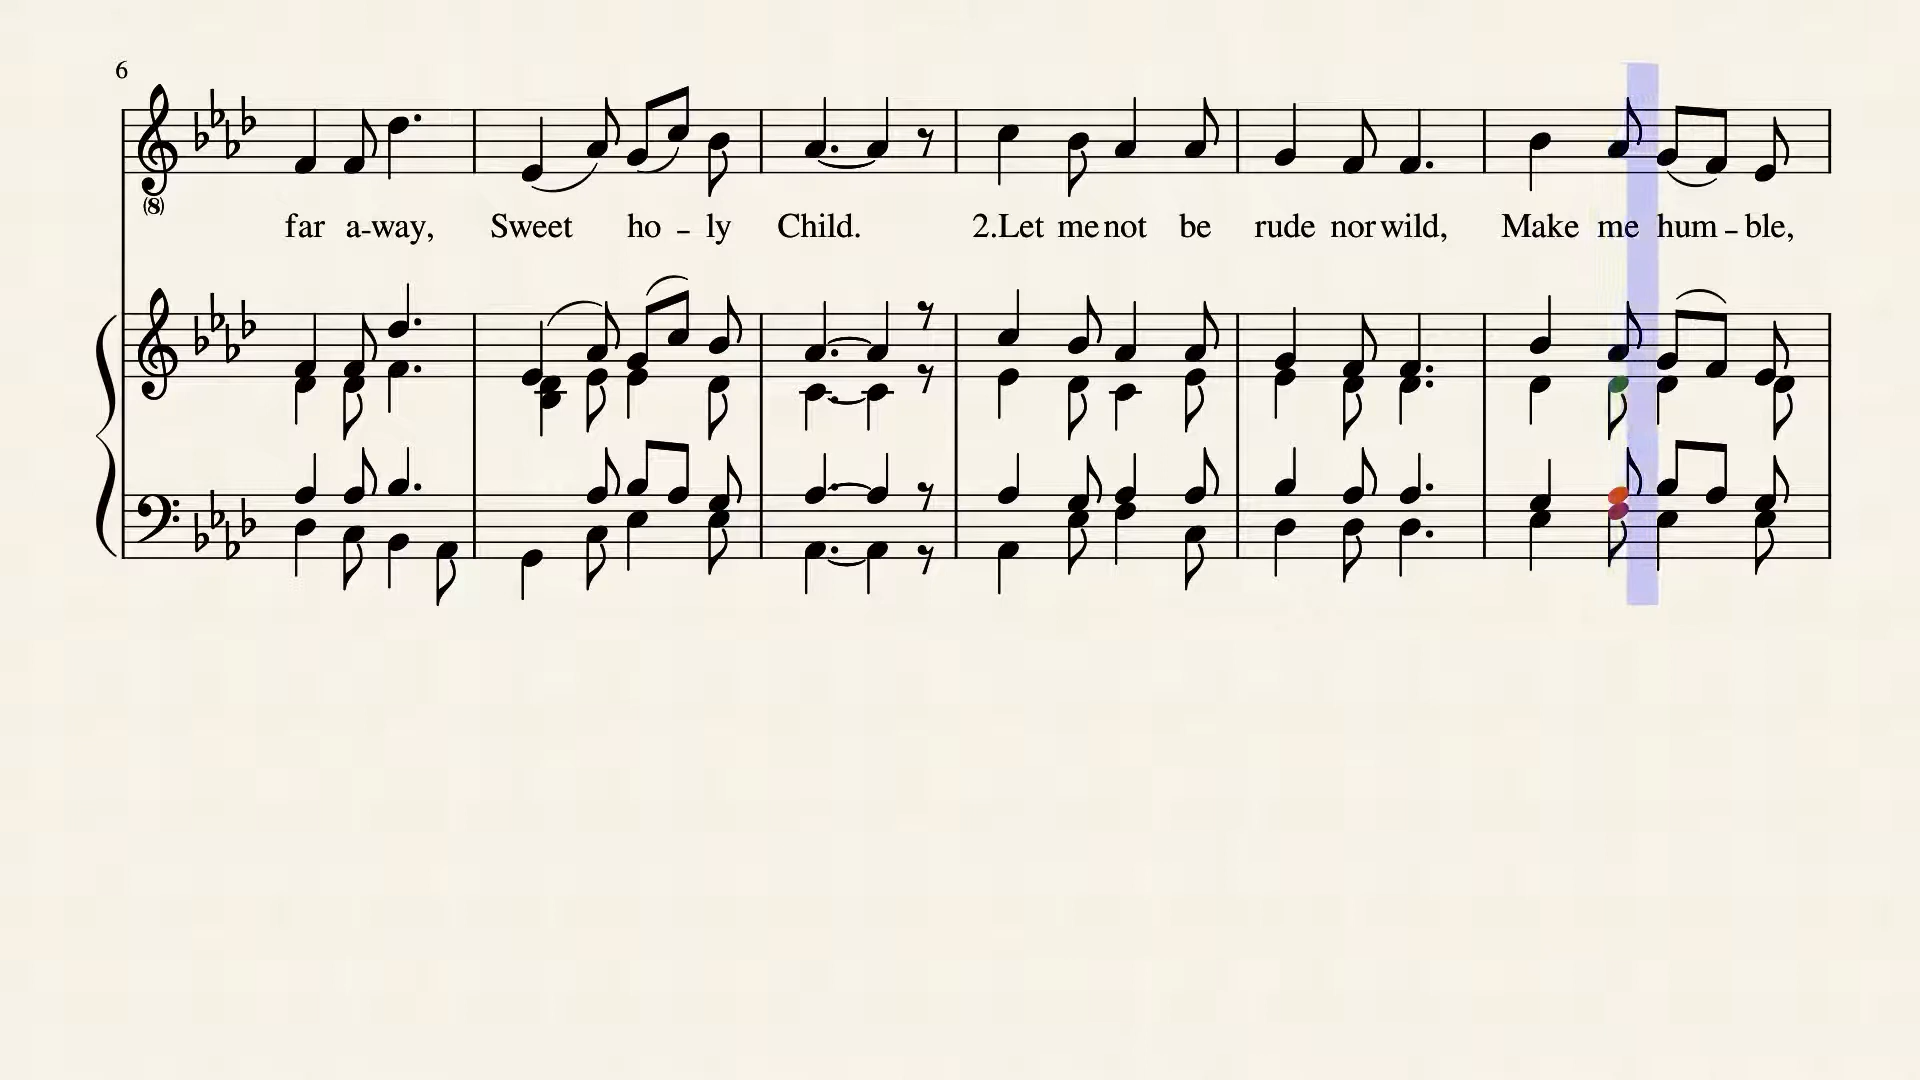 6
(8)
far a-way, Sweet ho – ly Child. 2.Let me not be rude nor wild, Make me hum – ble,